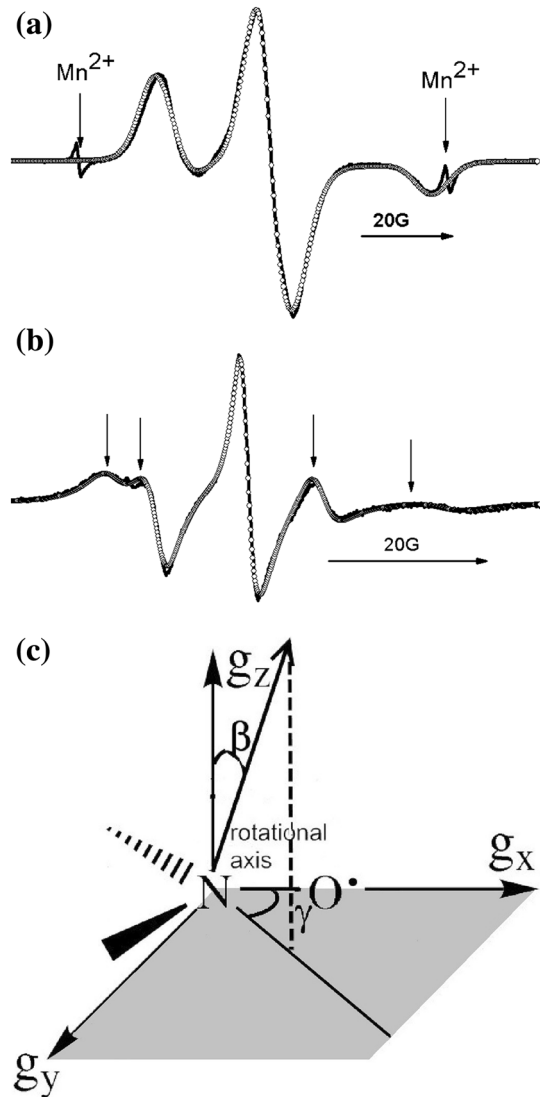 (a)
Mn2+
Mn2+
20G
(b)
20G
(c)
gz
β
rotational
axis
gx
N
O•
γ
gy